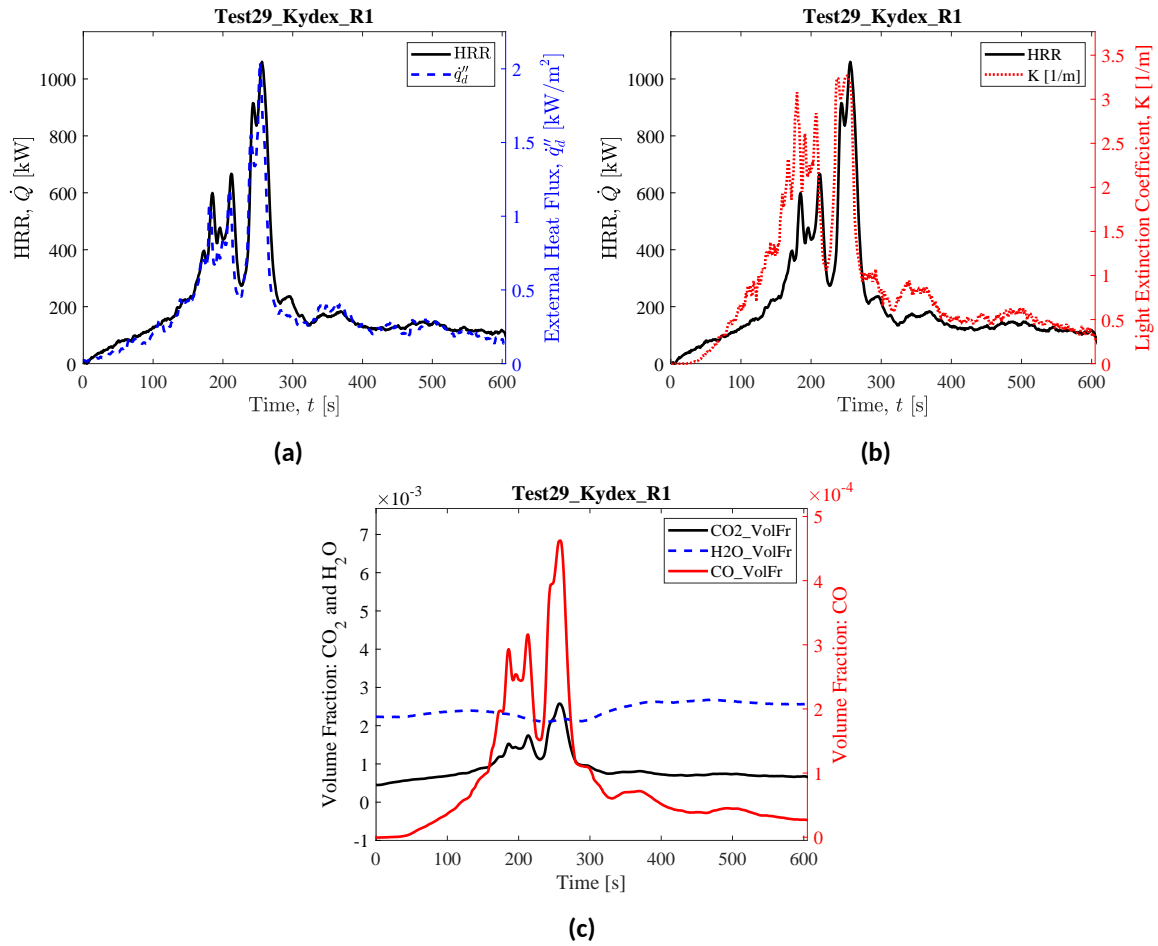 Test29_Kydex_R1
HRR
q̇″d
HRR, Q̇ [kW]
External Heat Flux, q̇″d [kW/m²]
0
200
400
600
800
1000
0
0.5
1
1.5
2
0 100 200 300 400 500 600
Time, t [s]
(a)
Test29_Kydex_R1
HRR
K [1/m]
HRR, Q̇ [kW]
Light Extinction Coefficient, K [1/m]
0
200
400
600
800
1000
0
0.5
1
1.5
2
2.5
3
3.5
0 100 200 300 400 500 600
Time, t [s]
(b)
Test29_Kydex_R1
×10⁻³
×10⁻⁴
CO2_VolFr
H2O_VolFr
CO_VolFr
Volume Fraction: CO₂ and H₂O
Volume Fraction: CO
7
6
5
4
3
2
1
0
-1
5
4
3
2
1
0
0 100 200 300 400 500 600
Time [s]
(c)